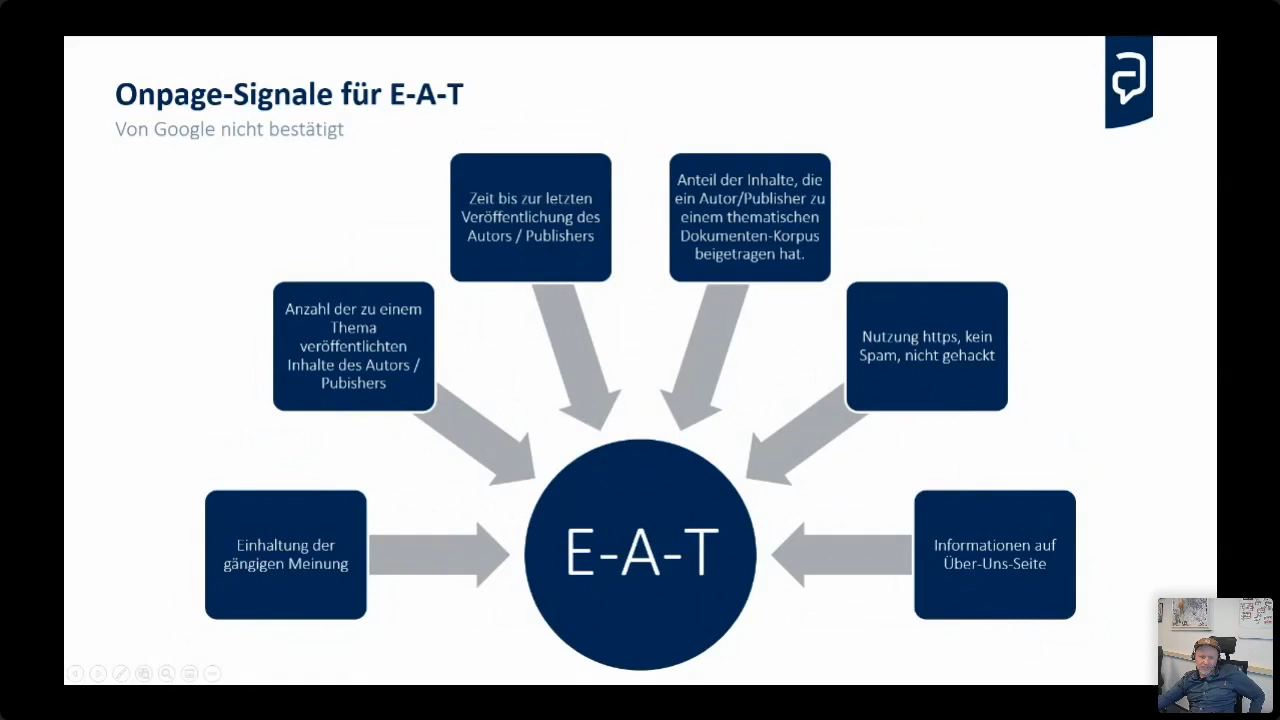 Onpage-Signale für E-A-T
Von Google nicht bestätigt
Einhaltung der
gängigen Meinung
Anzahl der zu einem
Thema
veröffentlichten
Inhalte des Autors /
Pubishers
Zeit bis zur letzten
Veröffentlichung des
Autors / Publishers
Anteil der Inhalte, die
ein Autor/Publisher zu
einem thematischen
Dokumenten-Korpus
beigetragen hat.
Nutzung https, kein
Spam, nicht gehackt
Informationen auf
Über-Uns-Seite
E-A-T